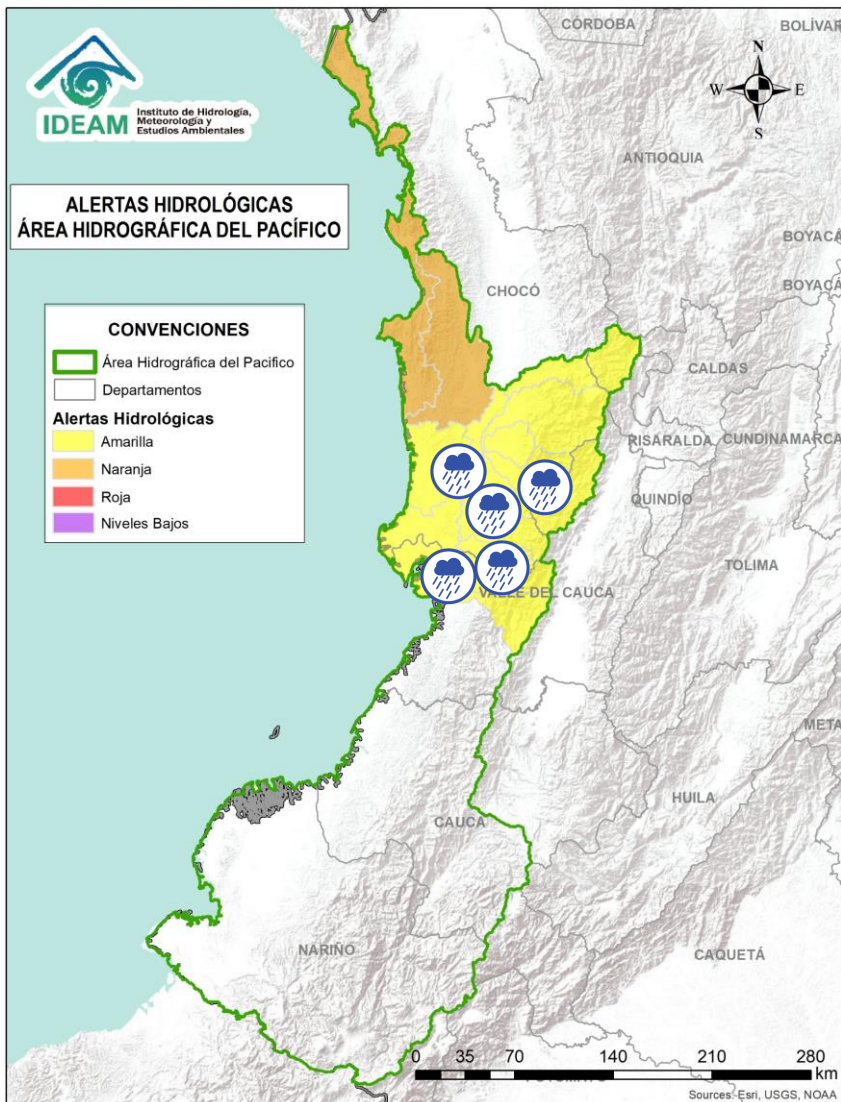 IDEAM
Instituto de Hidrología,
Meteorología y
Estudios Ambientales
ALERTAS HIDROLÓGICAS
ÁREA HIDROGRÁFICA DEL PACÍFICO
CONVENCIONES
Área Hidrográfica del Pacifico
Departamentos
Alertas Hidrológicas
Amarilla
Naranja
Roja
Niveles Bajos
N
W
E
S
CÓRDOBA
BOLÍVAR
ANTIOQUIA
BOYACÁ
CHOCÓ
BOYACÁ
CALDAS
RISARALDA
CUNDINAMARCA
QUINDÍO
TOLIMA
VALLE DEL CAUCA
META
HUILA
CAUCA
NARIÑO
CAQUETÁ
0 35 70 140 210 280
km
Sources: Esri, USGS, NOAA